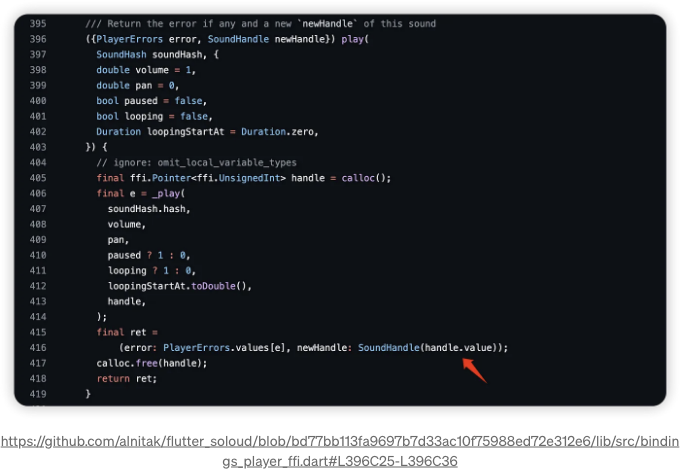 395 /// Return the error if any and a new `newHandle` of this sound
396 ({PlayerErrors error, SoundHandle newHandle}) play(
397 SoundHash soundHash, {
398 double volume = 1,
399 double pan = 0,
400 bool paused = false,
401 bool looping = false,
402 Duration loopingStartAt = Duration.zero,
403 }) {
404 // ignore: omit_local_variable_types
405 final ffi.Pointer<ffi.UnsignedInt> handle = calloc();
406 final e = _play(
407 soundHash.hash,
408 volume,
409 pan,
410 paused ? 1 : 0,
411 looping ? 1 : 0,
412 loopingStartAt.toDouble(),
413 handle,
414 );
415 final ret =
416 (error: PlayerErrors.values[e], newHandle: SoundHandle(handle.value));
417 calloc.free(handle);
418 return ret;
419 }
https://github.com/alnitak/flutter_soloud/blob/bd77bb113fa9697b7d33ac10f75988ed72e312e6/lib/src/bindin
gs_player_ffi.dart#L396C25-L396C36